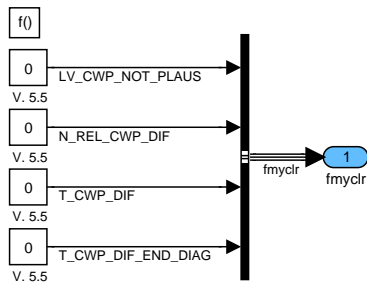 f()
0
LV_CWP_NOT_PLAUS
V. 5.5
0
N_REL_CWP_DIF
V. 5.5
1
fmyclr
fmyclr
0
T_CWP_DIF
V. 5.5
0
T_CWP_DIF_END_DIAG
V. 5.5